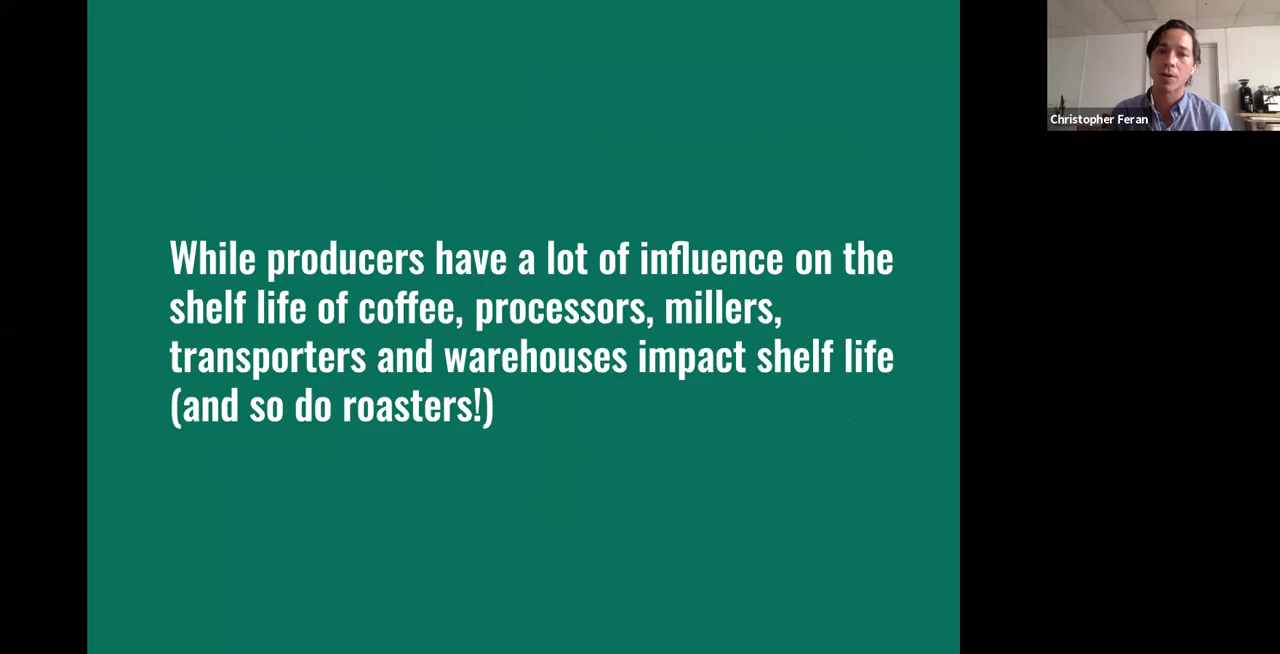 While producers have a lot of influence on the
shelf life of coffee, processors, millers,
transporters and warehouses impact shelf life
(and so do roasters!)
Christopher Feran